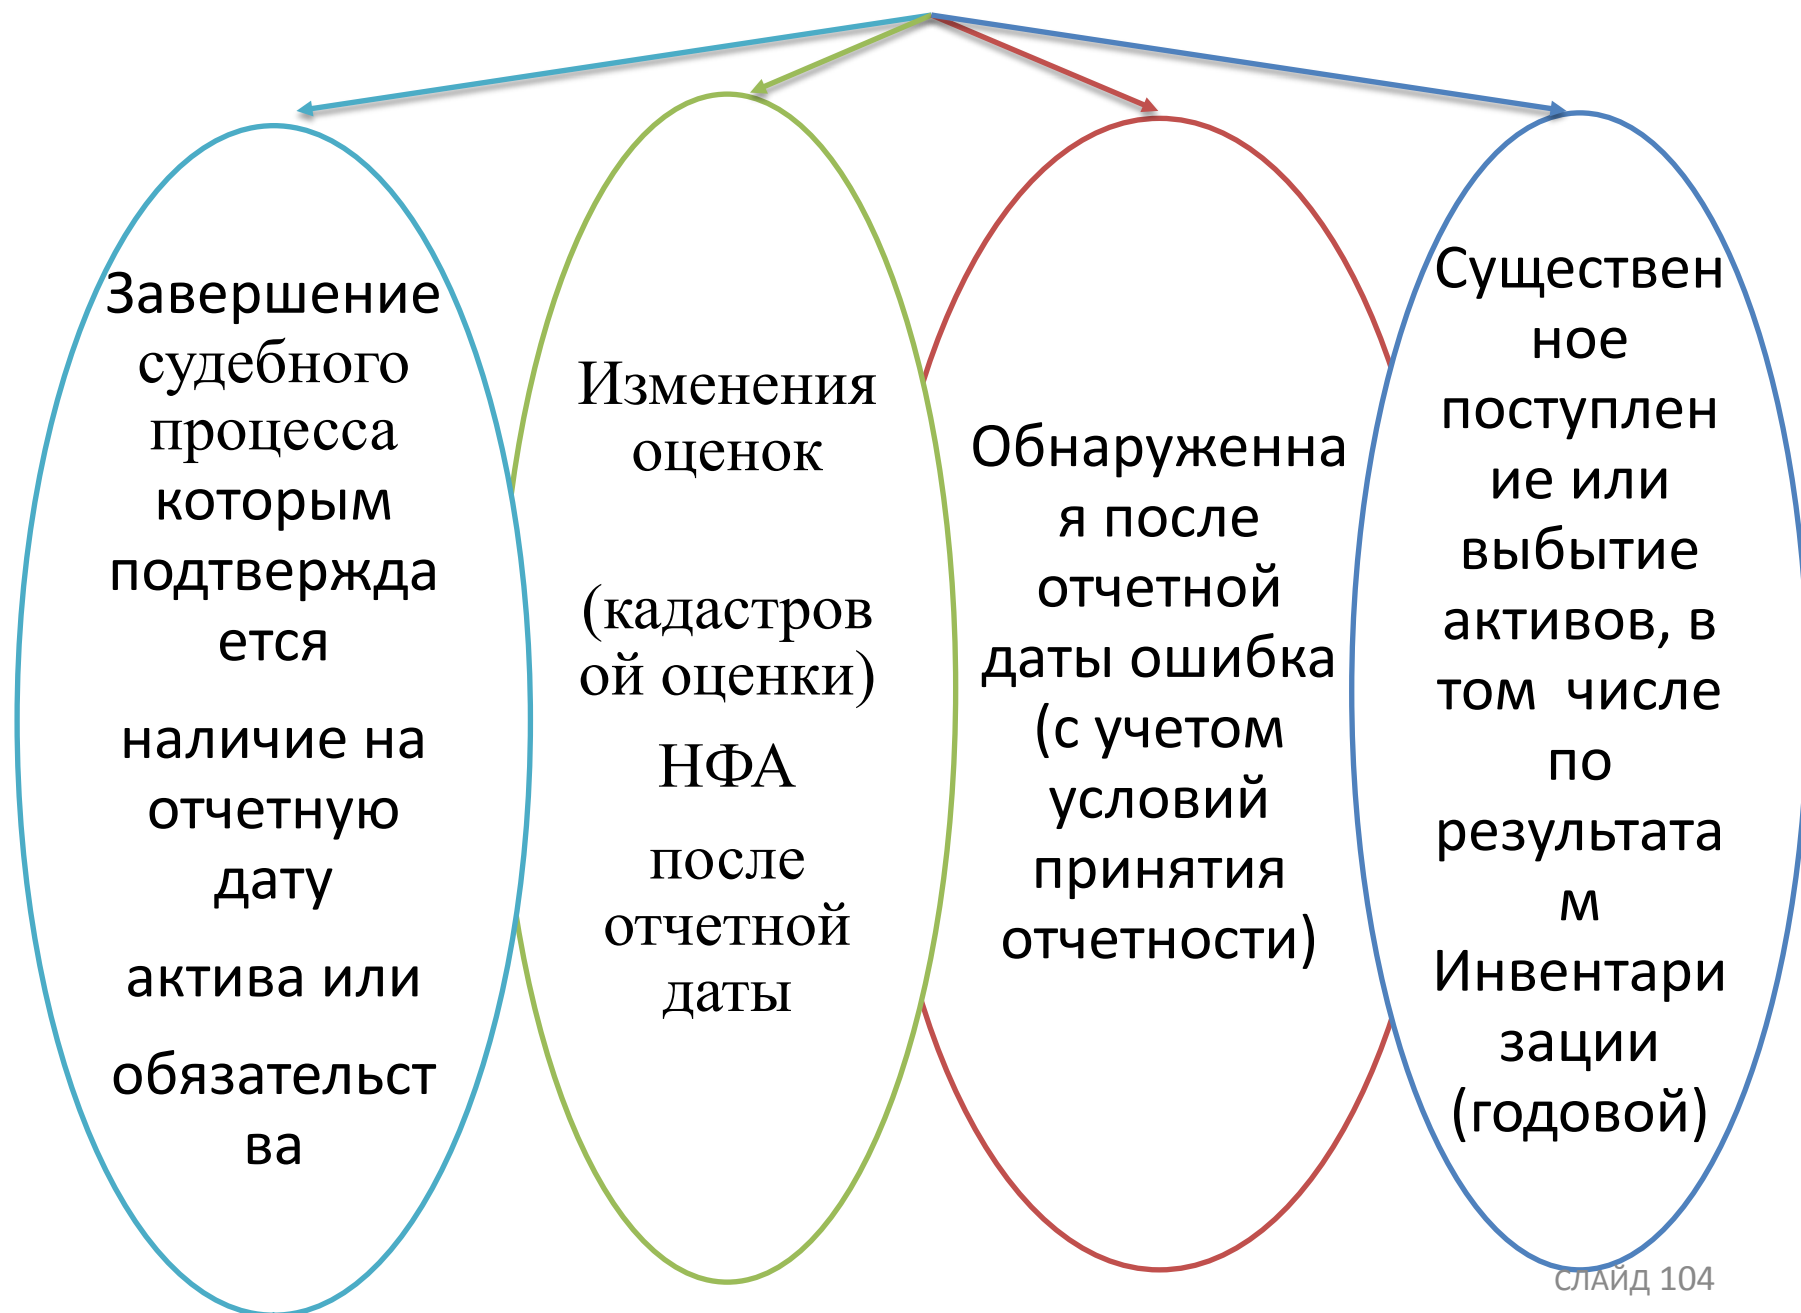 Завершение
судебного
процесса
которым
подтвержда
ется
наличие на
отчетную
дату
актива или
обязательст
ва
Изменения
оценок
(кадастров
ой оценки)
НФА
после
отчетной
даты
Обнаруженна
я после
отчетной
даты ошибка
(с учетом
условий
принятия
отчетности)
Существен
ное
поступлен
ие или
выбытие
активов, в
том числе
по
результата
м
Инвентари
зации
(годовой)
СЛАЙД 104